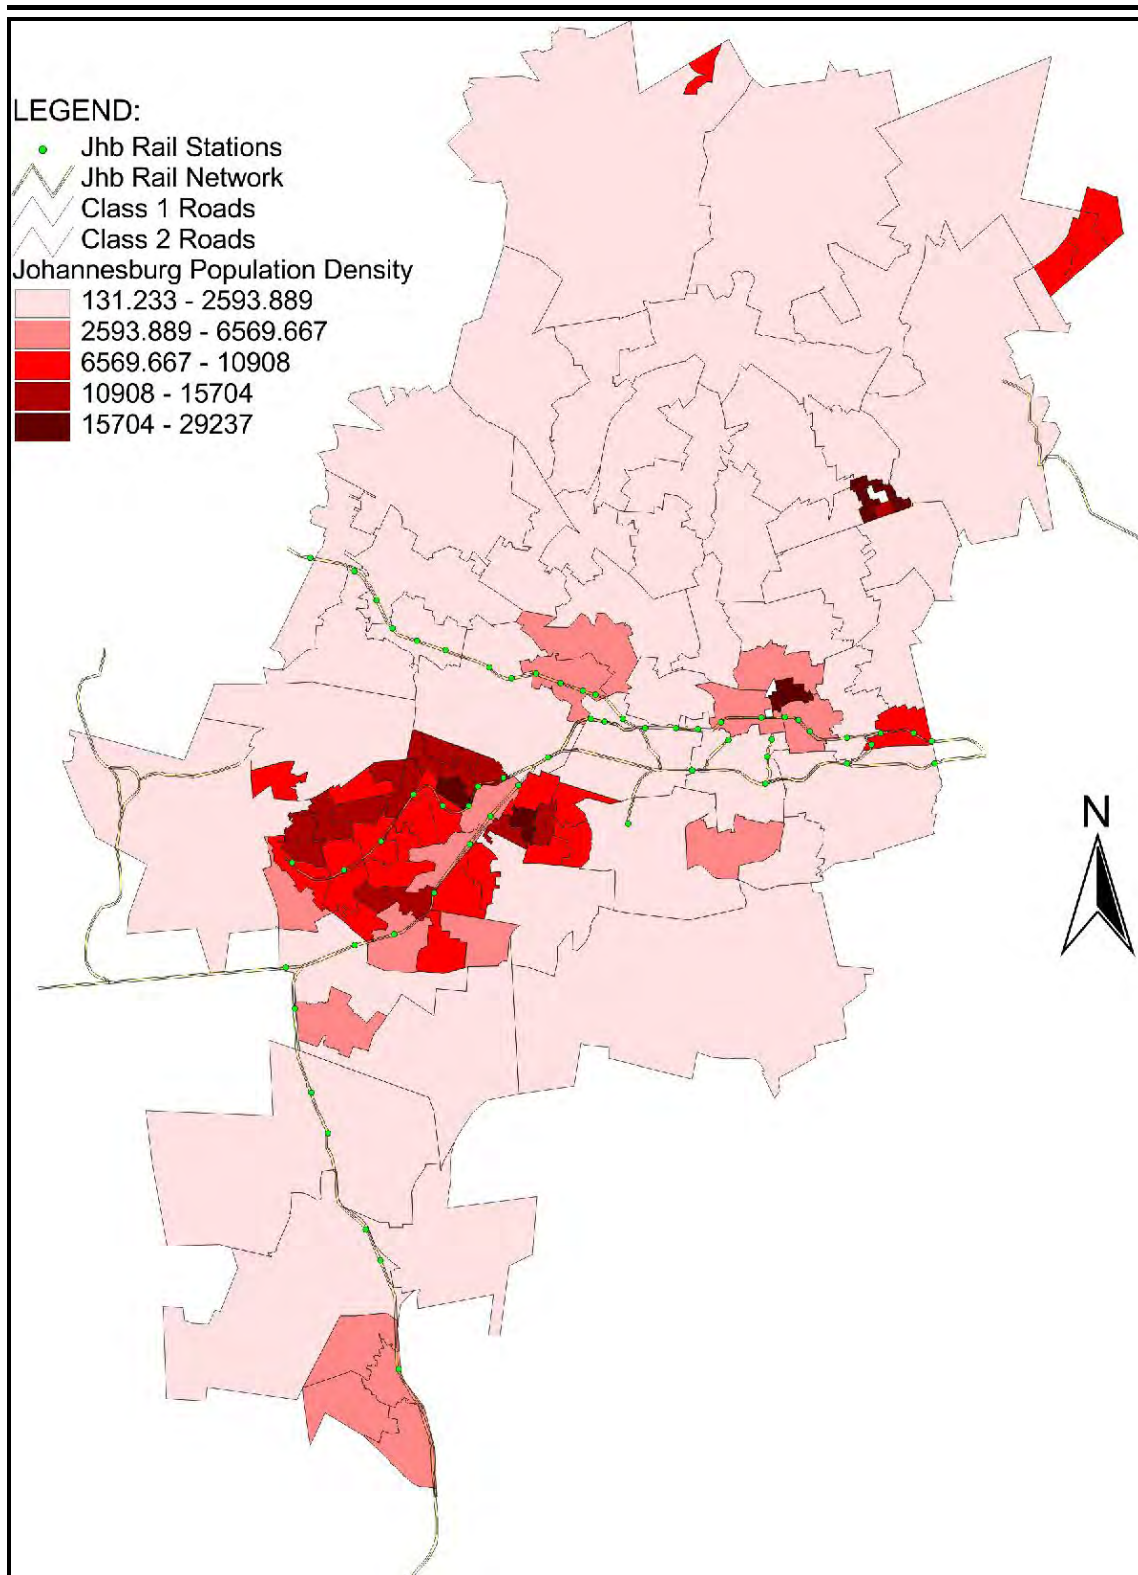 LEGEND:
Jhb Rail Stations
Jhb Rail Network
Class 1 Roads
Class 2 Roads
Johannesburg Population Density
131.233 - 2593.889
2593.889 - 6569.667
6569.667 - 10908
10908 - 15704
15704 - 29237
N